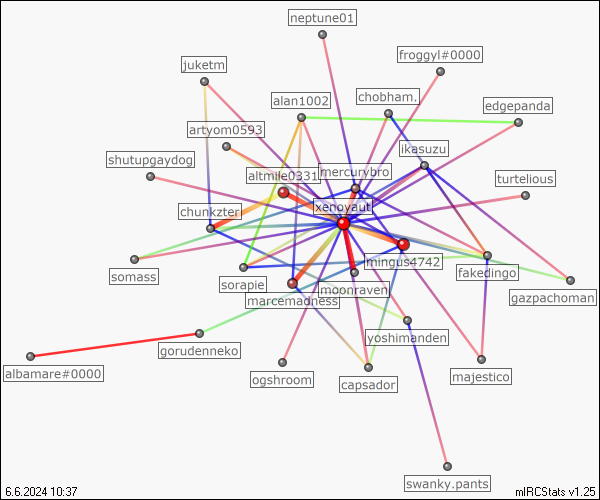 neptune01
froggyl#0000
juketm
chobham.
alan1002
edgepanda
artyom0593
ikasuzu
shutupgaydog
mercurybro
altmile0331
turtelious
xenoyaut
chunkzter
mingus4742
fakedingo
somass
sorapie
moonraven
gazpachoman
marcemadness
yoshimanden
gorudenneko
albamare#0000
ogshroom
capsador
majestico
swanky.pants
6.6.2024 10:37
mIRCStats v1.25